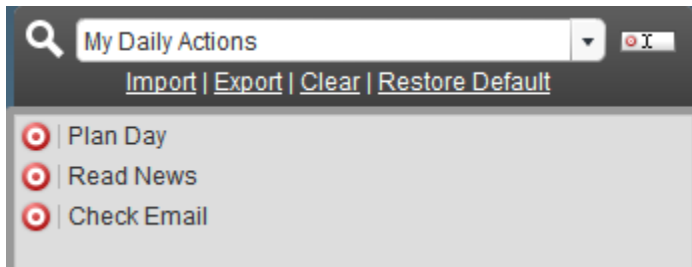 My Daily Actions
Import | Export | Clear | Restore Default
Plan Day
Read News
Check Email